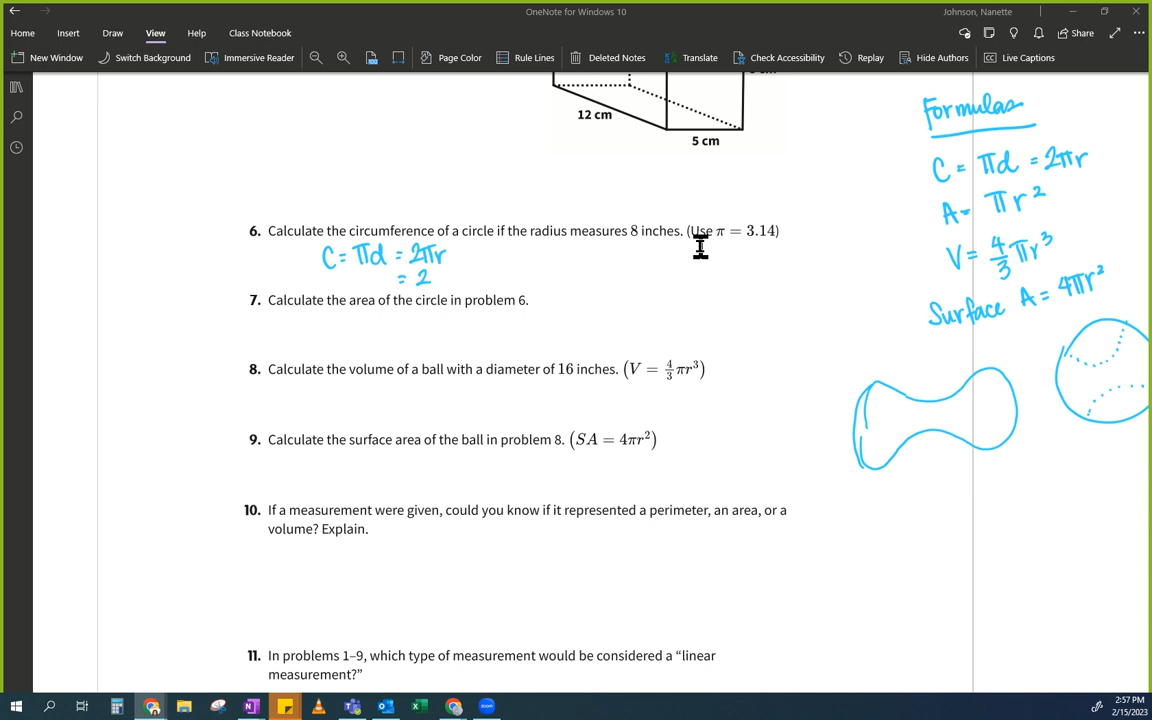 OneNote for Windows 10
Johnson, Nanette
Home Insert Draw View Help Class Notebook
Share
New Window Switch Background Immersive Reader Page Color Rule Lines Deleted Notes Translate Check Accessibility Replay Hide Authors Live Captions
12 cm
5 cm
Formulas
C = πd = 2πr
A = πr²
V = 4/3 πr³
Surface A = 4πr²
6. Calculate the circumference of a circle if the radius measures 8 inches. (Use π = 3.14)
C = πd = 2πr
= 2
7. Calculate the area of the circle in problem 6.
8. Calculate the volume of a ball with a diameter of 16 inches. (V = 4/3 πr³)
9. Calculate the surface area of the ball in problem 8. (SA = 4πr²)
10. If a measurement were given, could you know if it represented a perimeter, an area, or a
volume? Explain.
11. In problems 1–9, which type of measurement would be considered a “linear
measurement?”
2:57 PM
2/15/2023